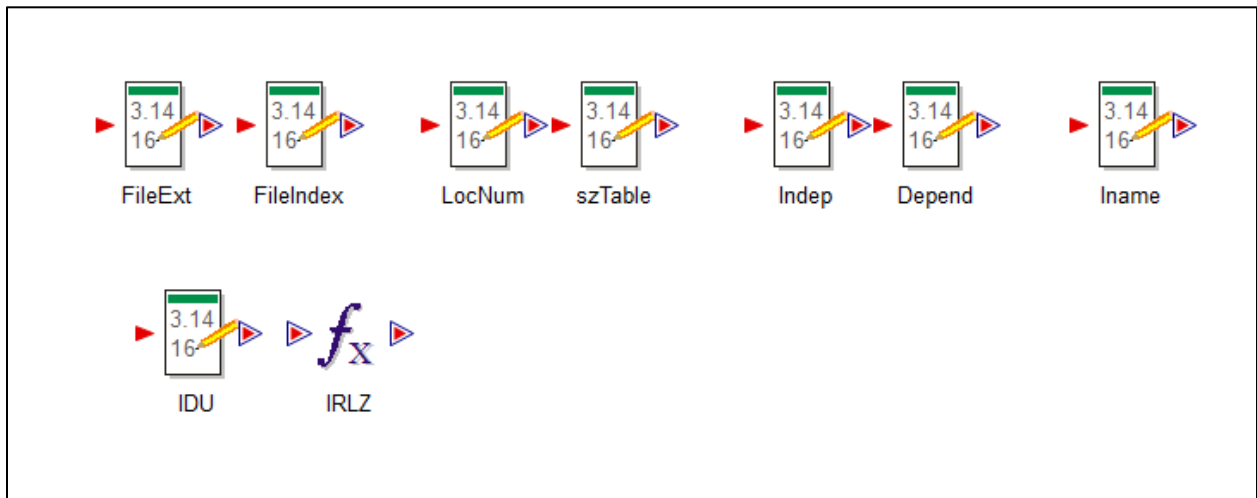 3.14 3.14 3.14 3.14 3.14 3.14 3.14
16 16 16 16 16 16 16
FileExt FileIndex LocNum szTable Indep Depend Iname
3.14
16 fx
IDU IRLZ